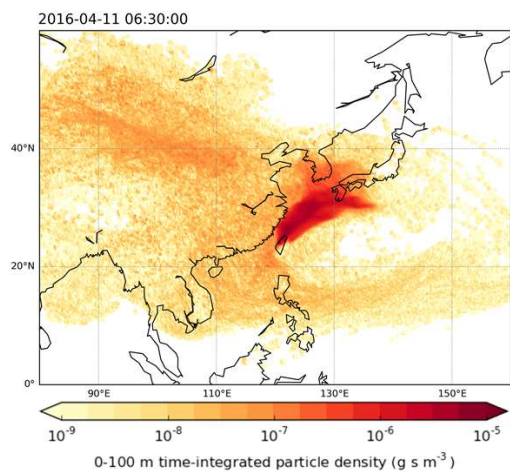 2016-04-11 06:30:00
40°N
20°N
0°
90°E 110°E 130°E 150°E
10⁻⁹ 10⁻⁸ 10⁻⁷ 10⁻⁶ 10⁻⁵
0-100 m time-integrated particle density (g s m⁻³)